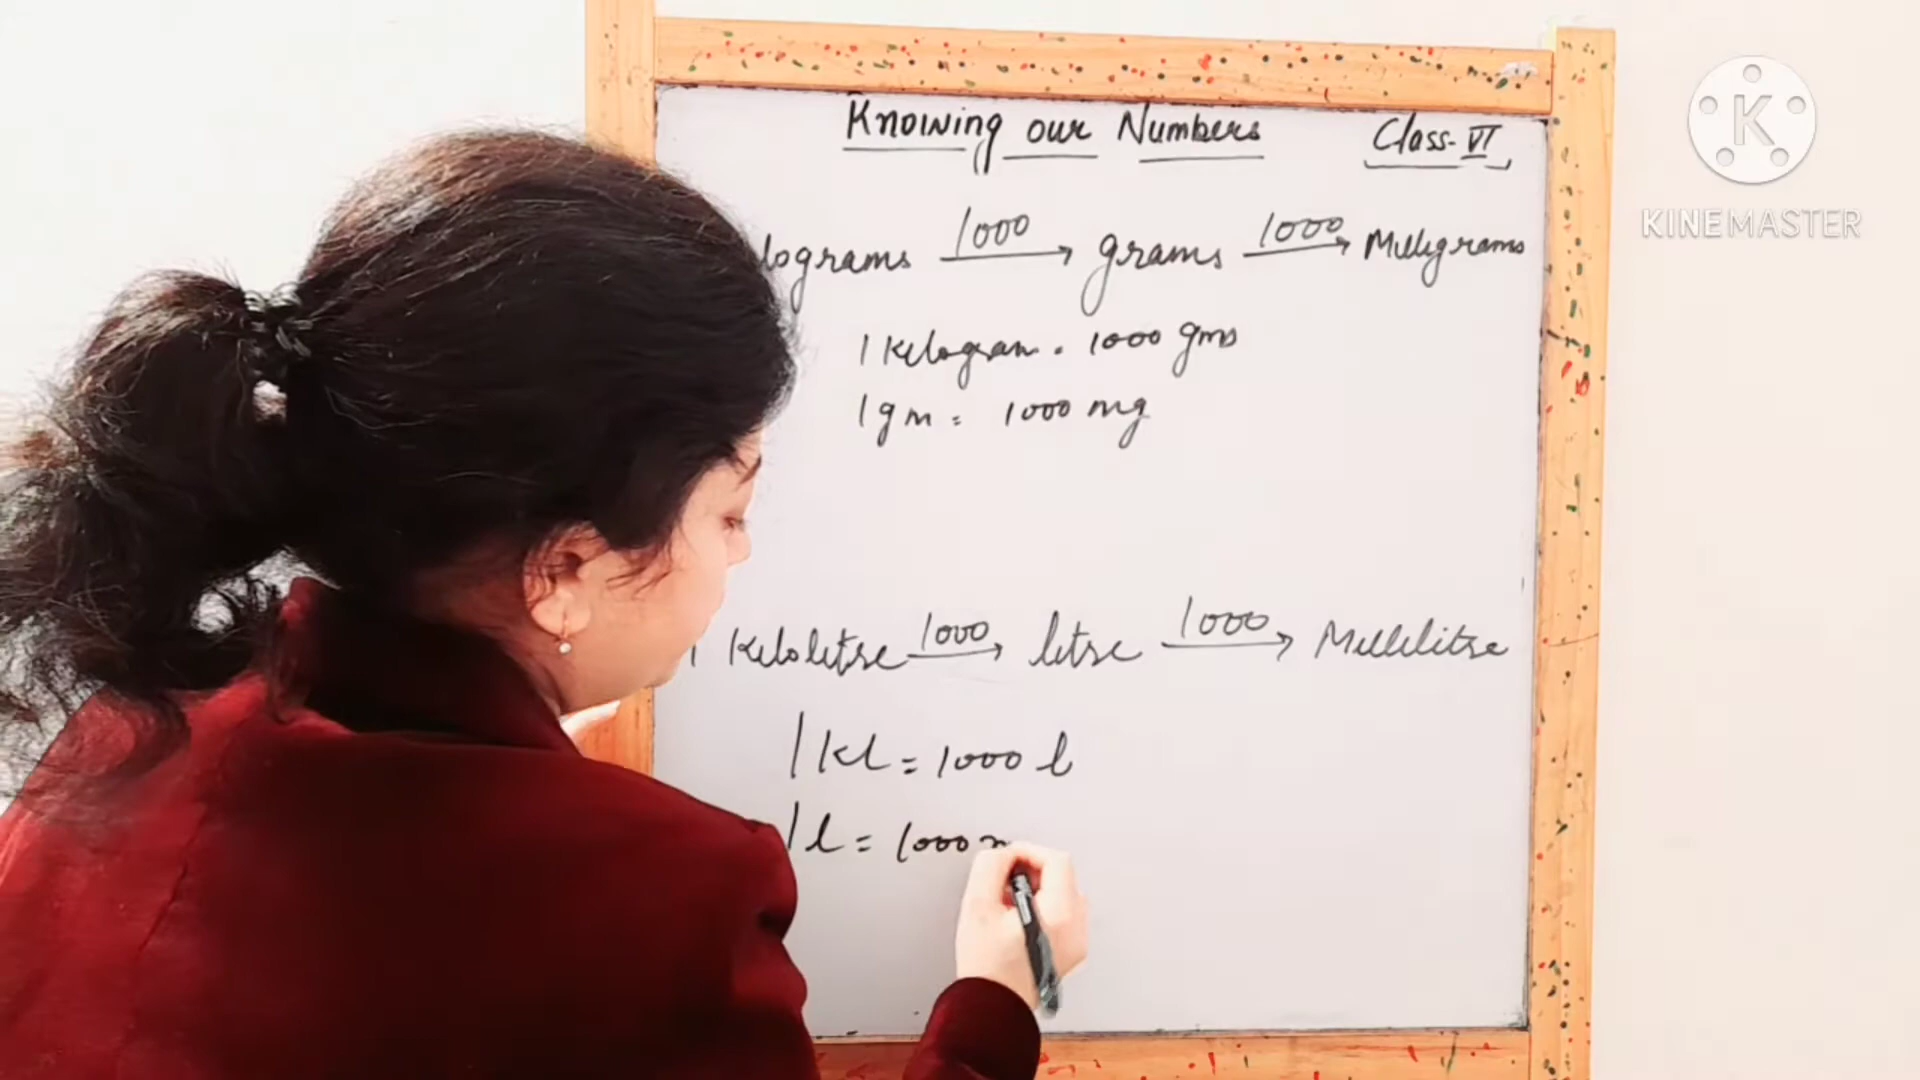 Knowing our Numbers Class-VI
K
KINEMASTER
1000 1000
lograms → grams → Milligrams
1 Kilogram = 1000 gms
1 gm = 1000 mg
1000 1000
1 Kilolitre → litre → Millilitre
1 Kl = 1000 l
1 l = 1000 m